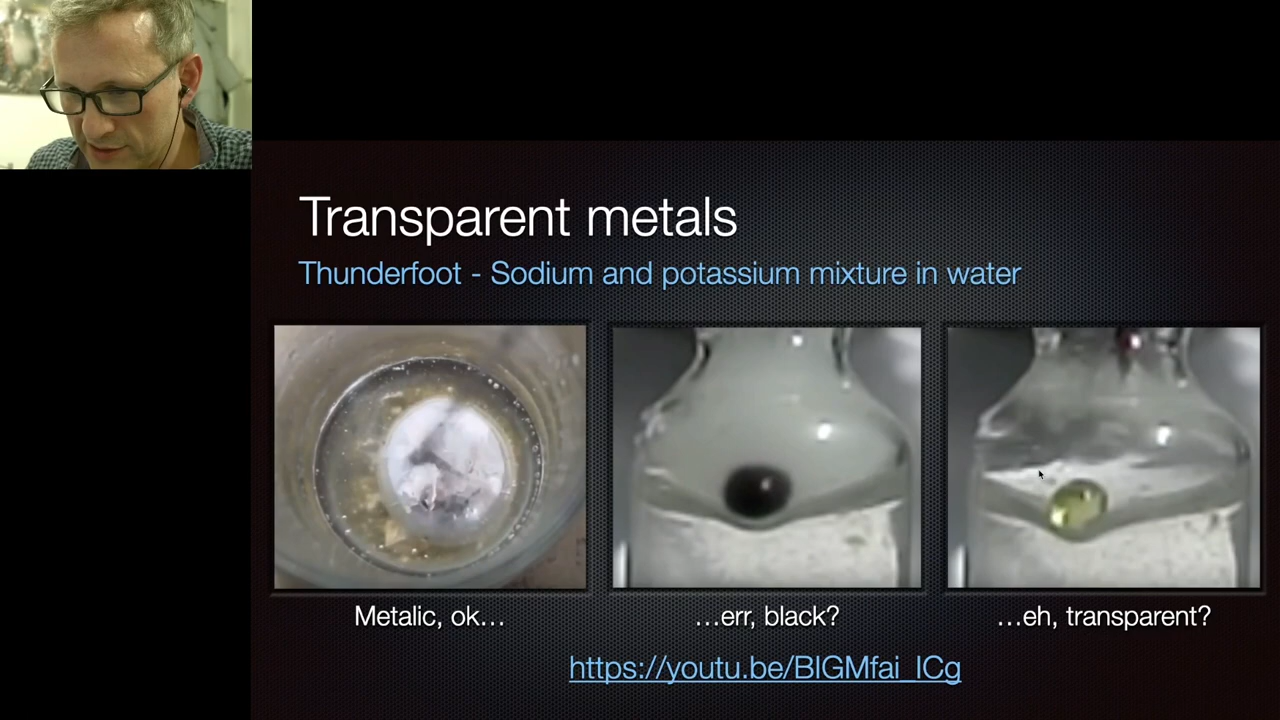 Transparent metals
Thunderfoot - Sodium and potassium mixture in water
Metalic, ok...
...err, black?
...eh, transparent?
https://youtu.be/BIGMfai_ICg